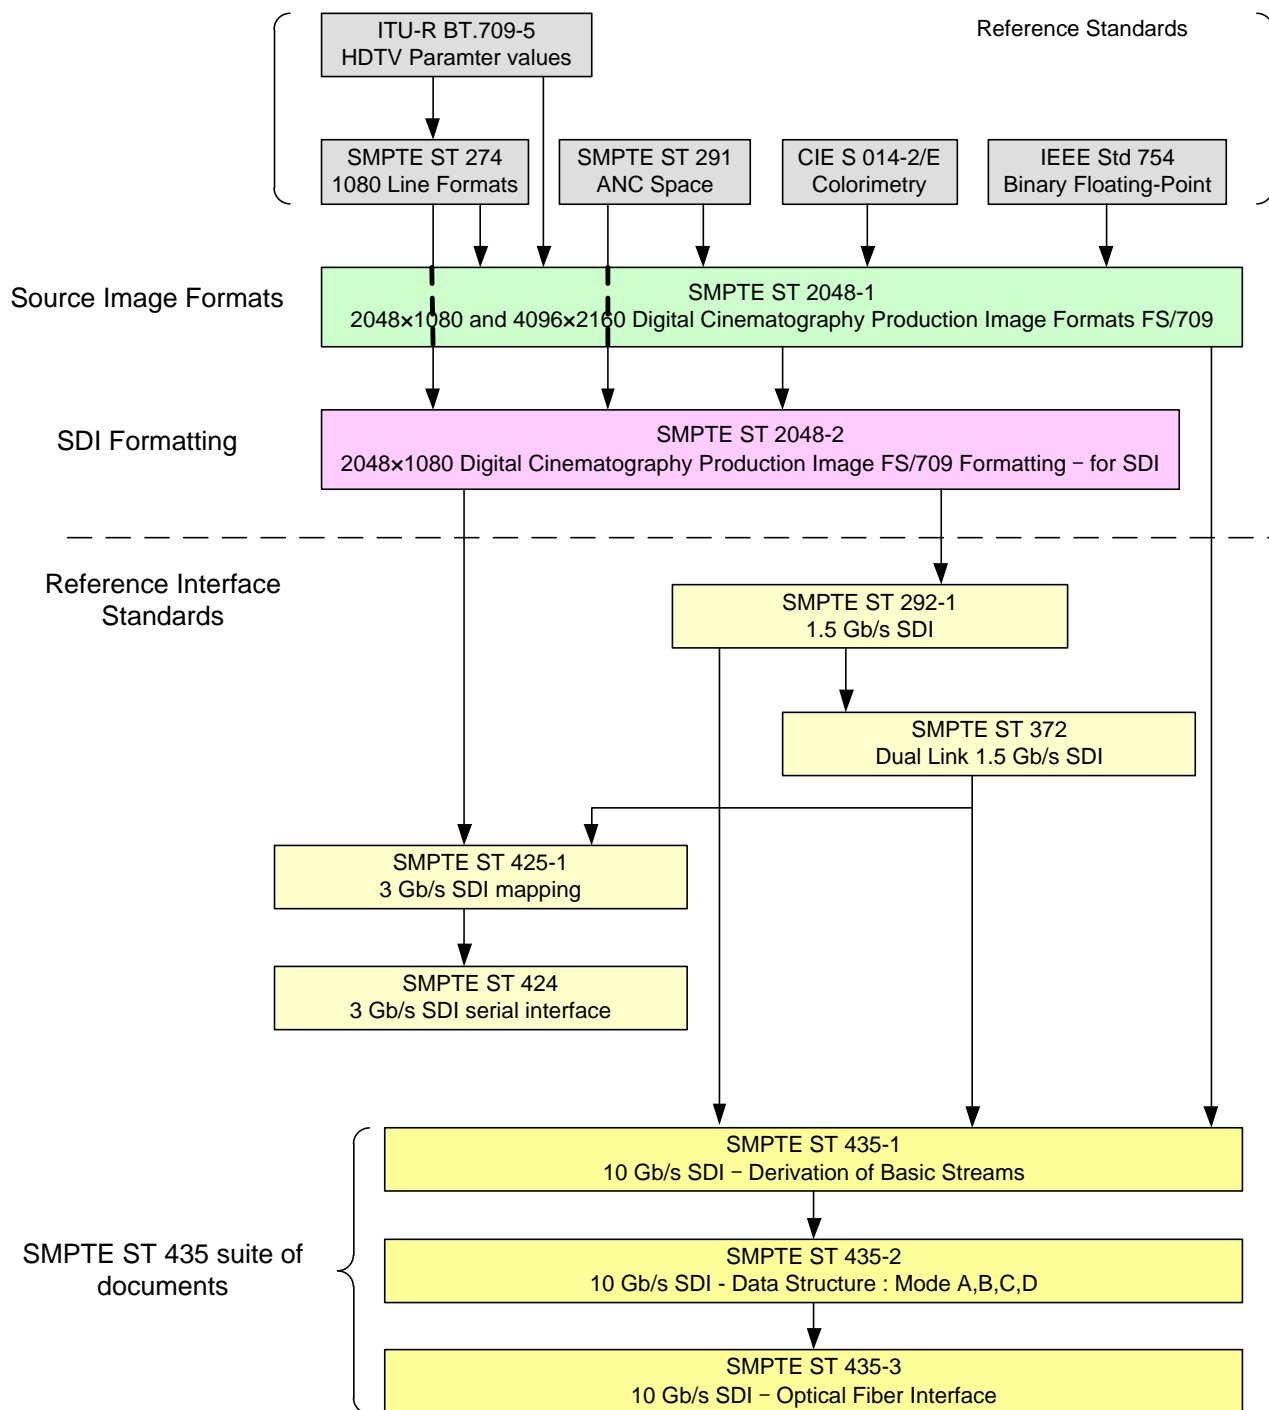 ITU-R BT.709-5
HDTV Paramter values
Reference Standards
SMPTE ST 274
1080 Line Formats
SMPTE ST 291
ANC Space
CIE S 014-2/E
Colorimetry
IEEE Std 754
Binary Floating-Point
Source Image Formats
SMPTE ST 2048-1
2048×1080 and 4096×2160 Digital Cinematography Production Image Formats FS/709
SDI Formatting
SMPTE ST 2048-2
2048×1080 Digital Cinematography Production Image FS/709 Formatting – for SDI
Reference Interface
Standards
SMPTE ST 292-1
1.5 Gb/s SDI
SMPTE ST 372
Dual Link 1.5 Gb/s SDI
SMPTE ST 425-1
3 Gb/s SDI mapping
SMPTE ST 424
3 Gb/s SDI serial interface
SMPTE ST 435-1
10 Gb/s SDI – Derivation of Basic Streams
SMPTE ST 435 suite of
documents
SMPTE ST 435-2
10 Gb/s SDI - Data Structure : Mode A,B,C,D
SMPTE ST 435-3
10 Gb/s SDI – Optical Fiber Interface